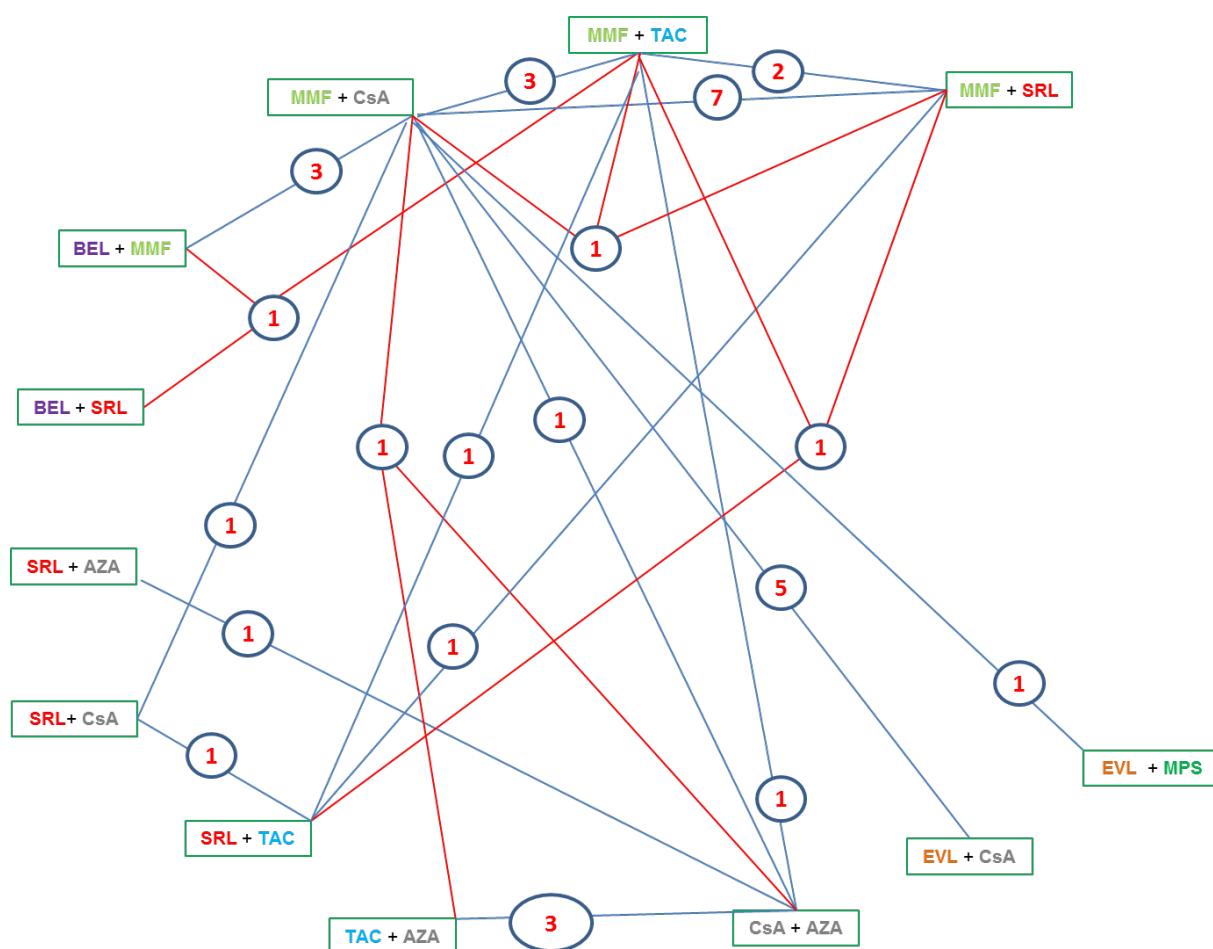 MMF + TAC
3
2
MMF + CsA
7
MMF + SRL
3
BEL + MMF
1
1
BEL + SRL
1
1
1
1
1
SRL + AZA
5
1
1
1
SRL+ CsA
1
1
EVL + MPS
1
SRL + TAC
EVL + CsA
TAC + AZA
3
CsA + AZA